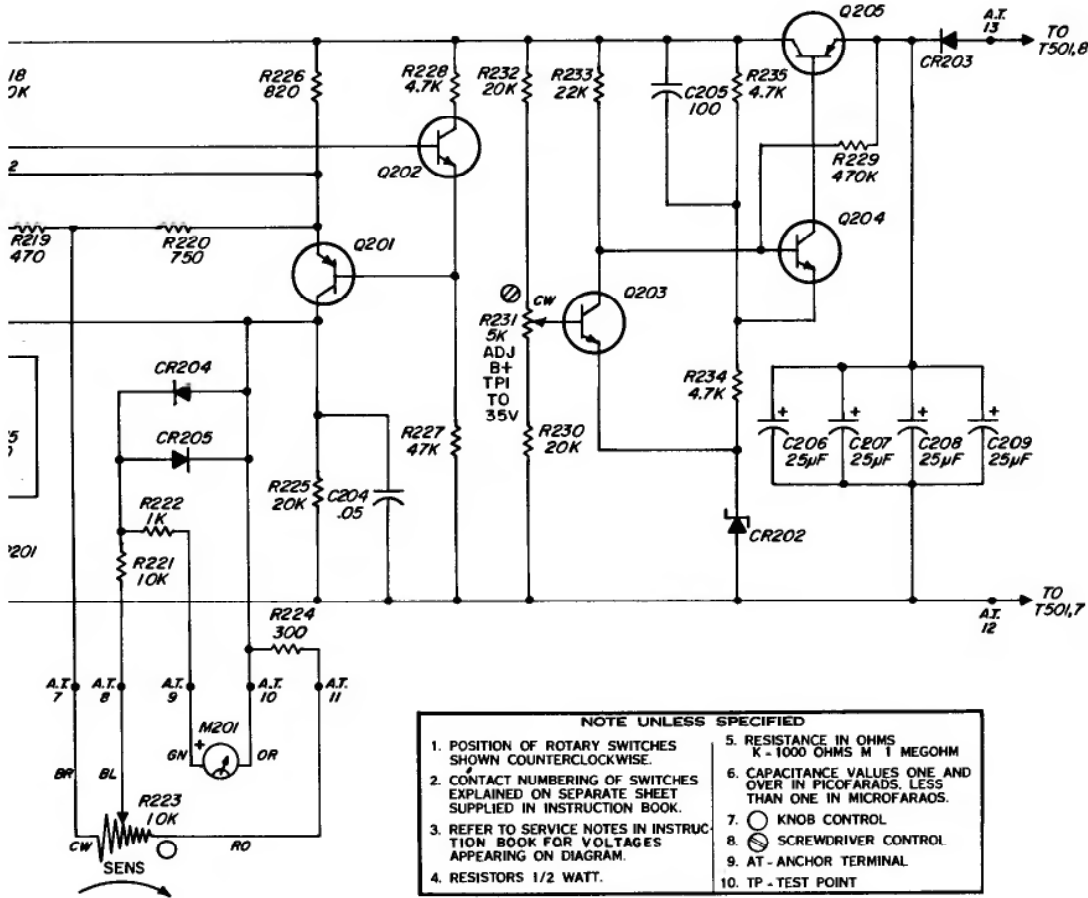 Q205
A.T.
13
TO
T501,8
CR203
18
0K
R226
820
R228
4.7K
R232
20K
R233
22K
C205
100
R235
4.7K
Q202
R229
470K
2
Q204
R219
470
R220
750
Q201
CW
Q203
R231
5K
ADJ
B+
TP1
TO
35V
CR204
R234
4.7K
5
CR205
R227
47K
R230
20K
+
C206
25µF
+
C207
25µF
+
C208
25µF
+
C209
25µF
R222
1K
R225
20K
C204
.05
CR202
P201
R221
10K
R224
300
TO
T501,7
A.T.
12
A.T.
7
A.T.
8
A.T.
9
A.T.
10
A.T.
11
M201
+
GN
OR
BR
BL
R223
10K
CW
RO
SENS
NOTE UNLESS SPECIFIED
1. POSITION OF ROTARY SWITCHES
SHOWN COUNTERCLOCKWISE.
2. CONTACT NUMBERING OF SWITCHES
EXPLAINED ON SEPARATE SHEET
SUPPLIED IN INSTRUCTION BOOK.
3. REFER TO SERVICE NOTES IN INSTRUC-
TION BOOK FOR VOLTAGES
APPEARING ON DIAGRAM.
4. RESISTORS 1/2 WATT.
5. RESISTANCE IN OHMS
K - 1000 OHMS M 1 MEGOHM
6. CAPACITANCE VALUES ONE AND
OVER IN PICOFARADS. LESS
THAN ONE IN MICROFARAOS.
7. KNOB CONTROL
8. SCREWDRIVER CONTROL
9. AT - ANCHOR TERMINAL
10. TP - TEST POINT